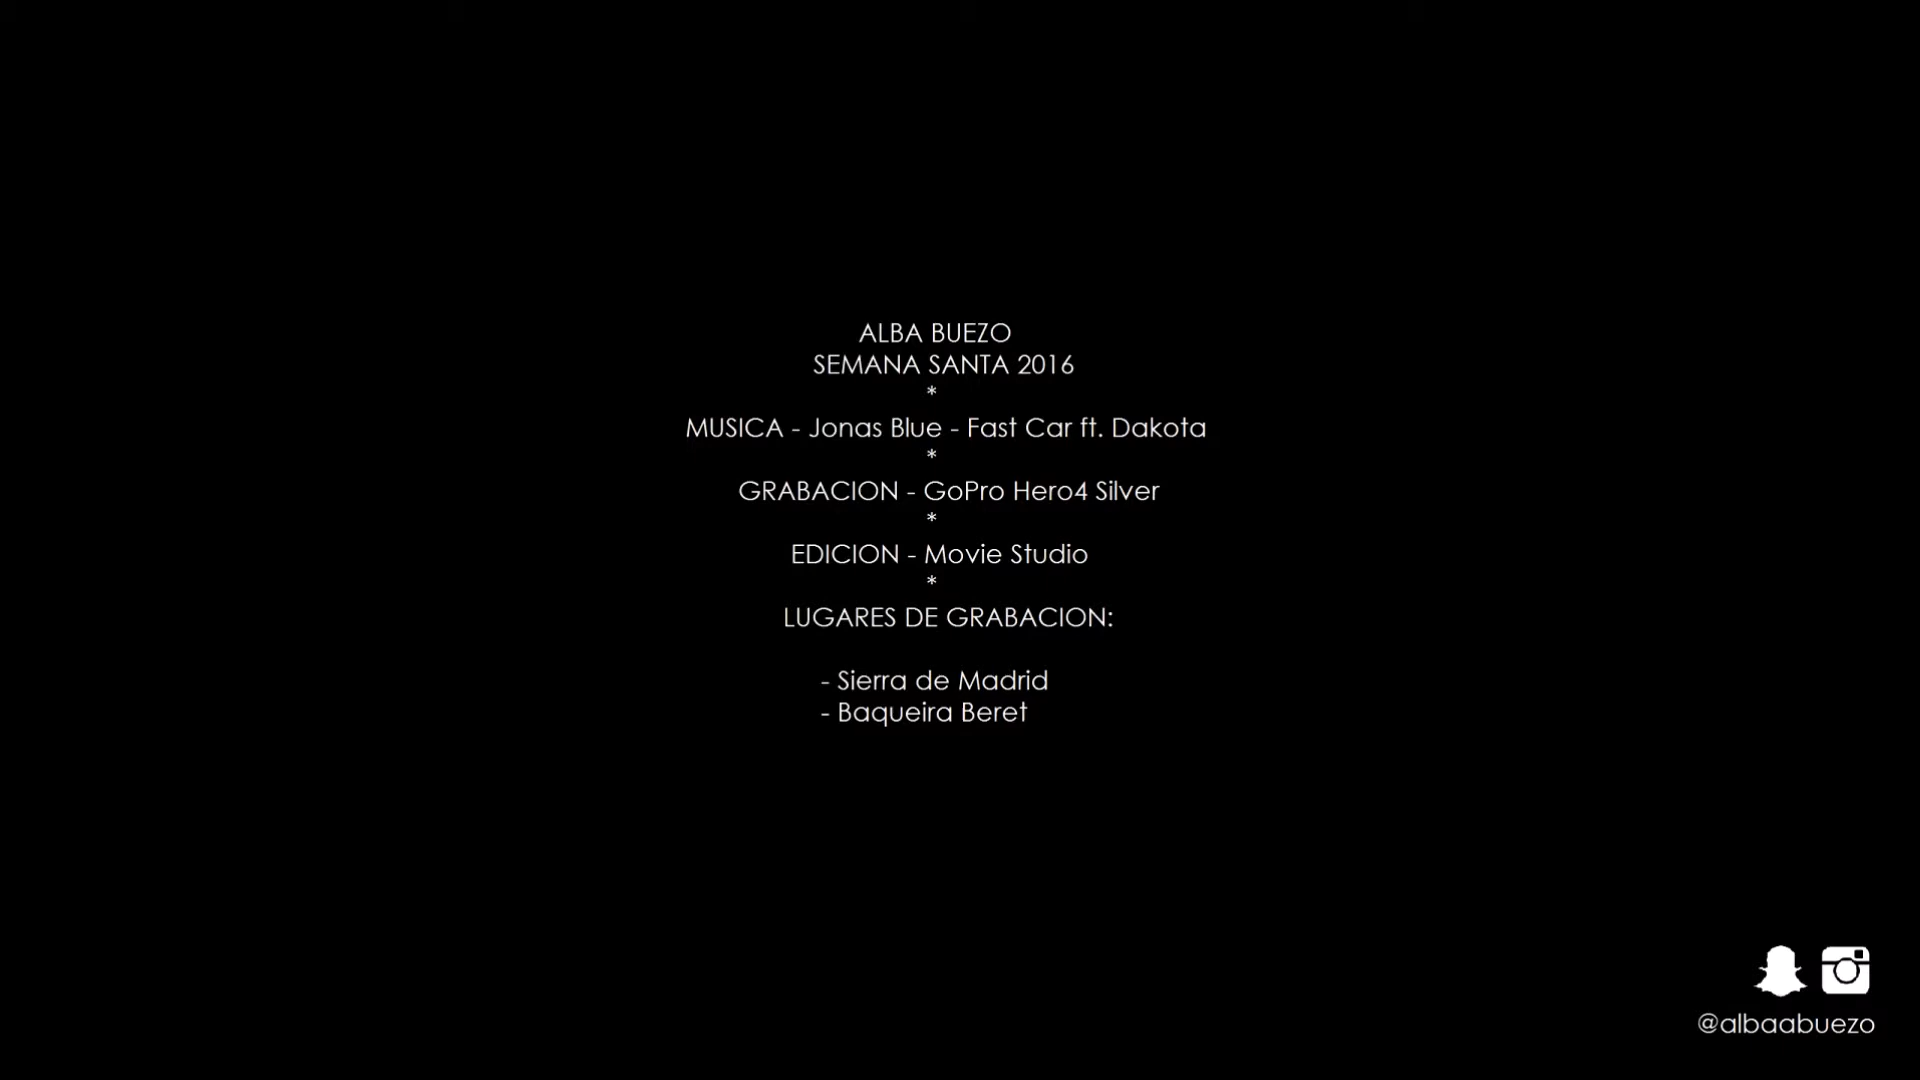 ALBA BUEZO
SEMANA SANTA 2016
*
MUSICA - Jonas Blue - Fast Car ft. Dakota
*
GRABACION - GoPro Hero4 Silver
*
EDICION - Movie Studio
*
LUGARES DE GRABACION:
- Sierra de Madrid
- Baqueira Beret
@albaabuezo